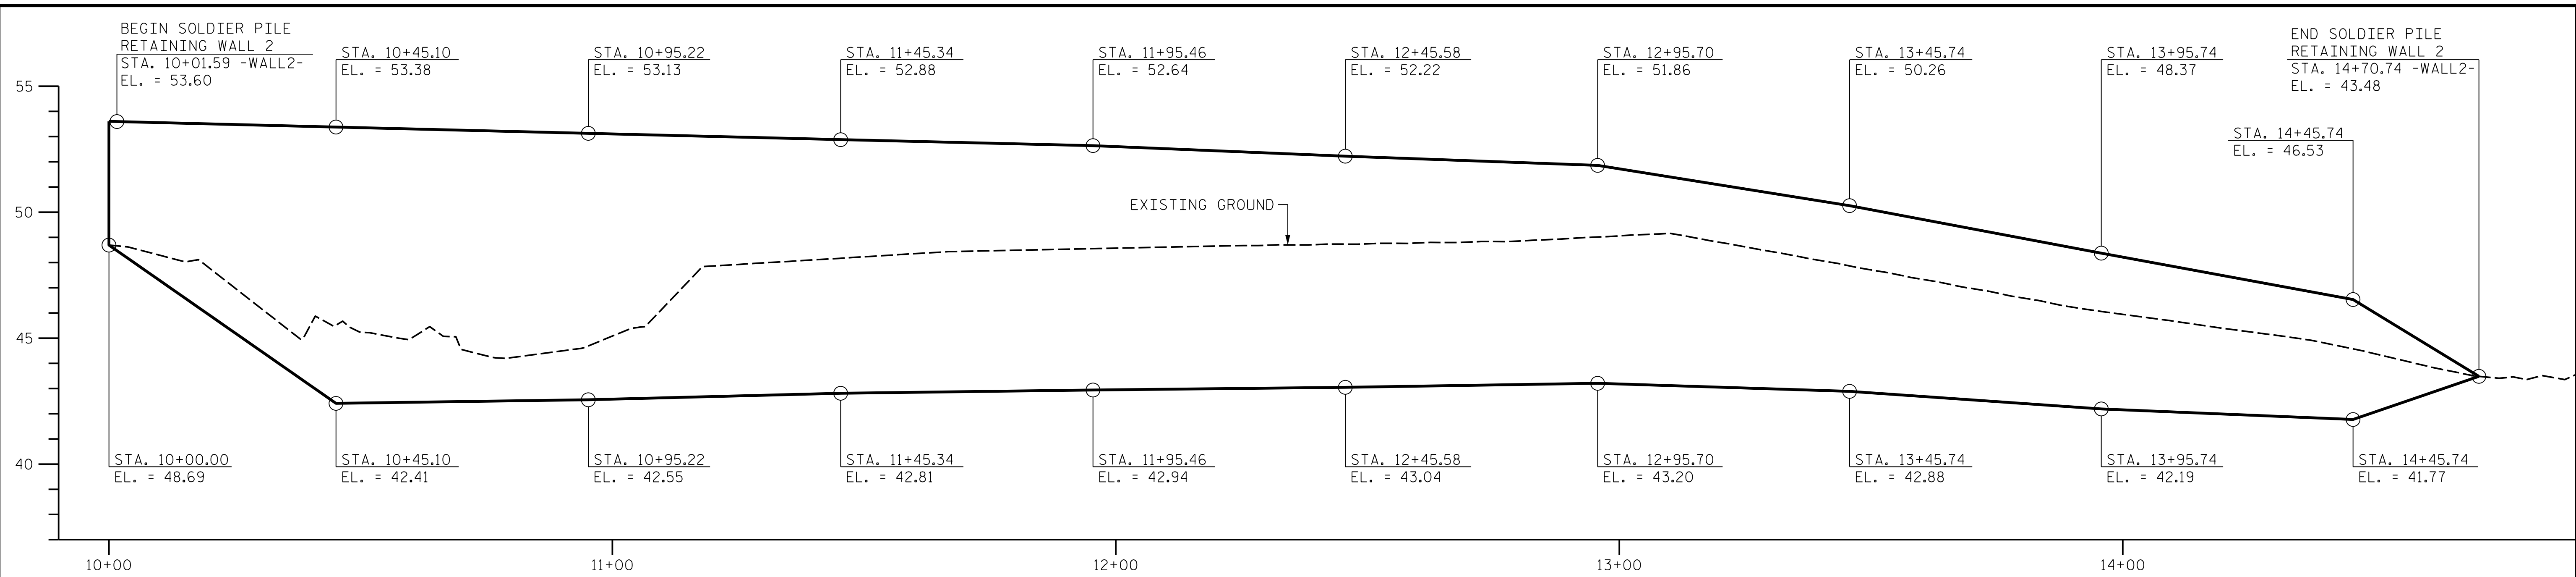 BEGIN SOLDIER PILE
RETAINING WALL 2
STA. 10+01.59 -WALL2-
EL. = 53.60
STA. 10+45.10
EL. = 53.38
STA. 10+95.22
EL. = 53.13
STA. 11+45.34
EL. = 52.88
STA. 11+95.46
EL. = 52.64
STA. 12+45.58
EL. = 52.22
STA. 12+95.70
EL. = 51.86
STA. 13+45.74
EL. = 50.26
STA. 13+95.74
EL. = 48.37
END SOLDIER PILE
RETAINING WALL 2
STA. 14+70.74 -WALL2-
EL. = 43.48
STA. 14+45.74
EL. = 46.53
55
50
45
40
EXISTING GROUND
STA. 10+00.00
EL. = 48.69
STA. 10+45.10
EL. = 42.41
STA. 10+95.22
EL. = 42.55
STA. 11+45.34
EL. = 42.81
STA. 11+95.46
EL. = 42.94
STA. 12+45.58
EL. = 43.04
STA. 12+95.70
EL. = 43.20
STA. 13+45.74
EL. = 42.88
STA. 13+95.74
EL. = 42.19
STA. 14+45.74
EL. = 41.77
10+00
11+00
12+00
13+00
14+00